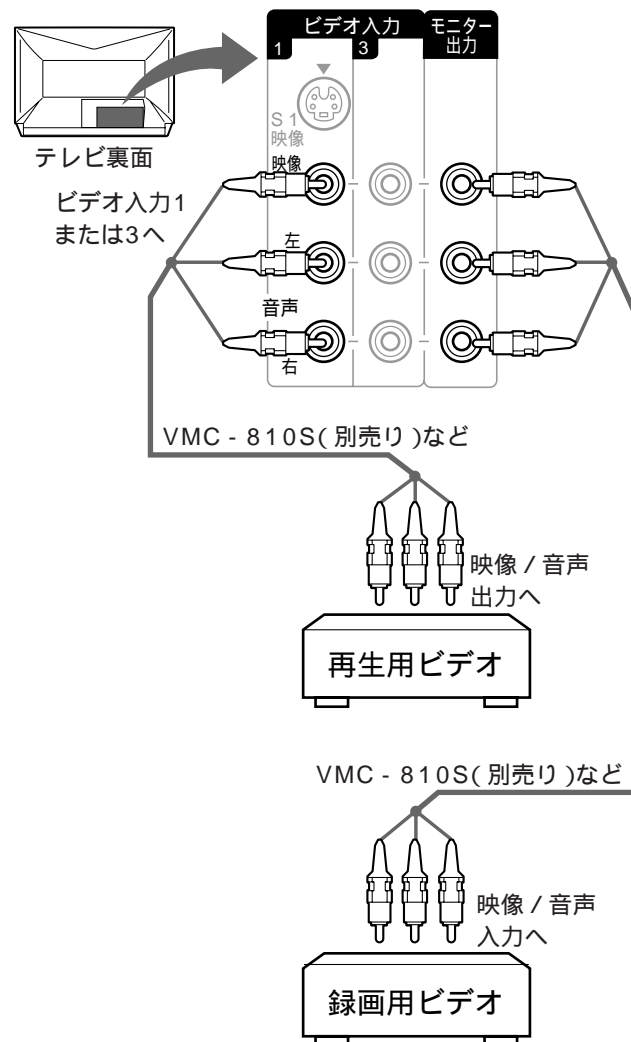 ビデオ入力
モニター
出力
1
3
S 1
映像
映像
テレビ裏面
ビデオ入力1
または3へ
左
音声
右
VMC - 810S(別売り)など
映像 / 音声
出力へ
再生用ビデオ
VMC - 810S(別売り)など
映像 / 音声
入力へ
録画用ビデオ